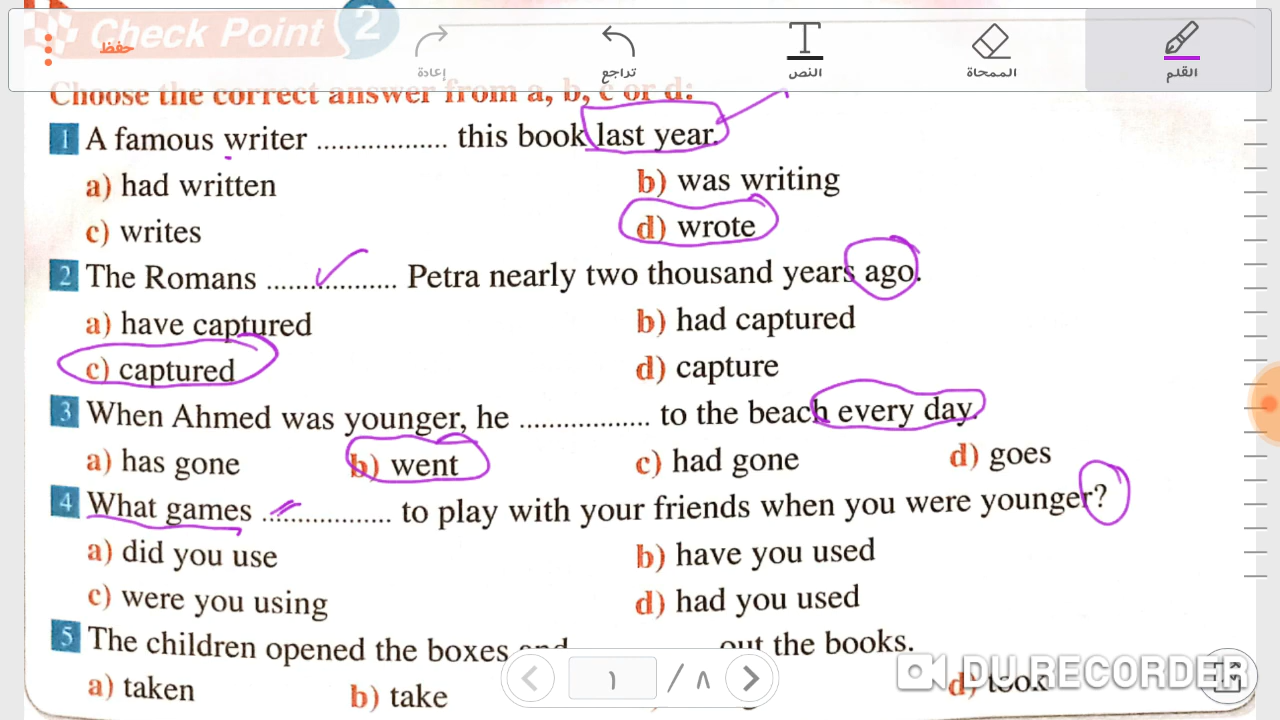 Check Point 2
حفظ
إعادة
تراجع
النص
الممحاة
القلم
Choose the correct answer from a, b, c or d:
1 A famous writer .................. this book last year.
a) had written b) was writing
c) writes d) wrote
2 The Romans .................. Petra nearly two thousand years ago.
a) have captured b) had captured
c) captured d) capture
3 When Ahmed was younger, he .................. to the beach every day.
a) has gone b) went c) had gone d) goes
4 What games .................. to play with your friends when you were younger?
a) did you use b) have you used
c) were you using d) had you used
5 The children opened the boxes and out the books.
a) taken b) take d) took
١ / ٨
DU RECORDER